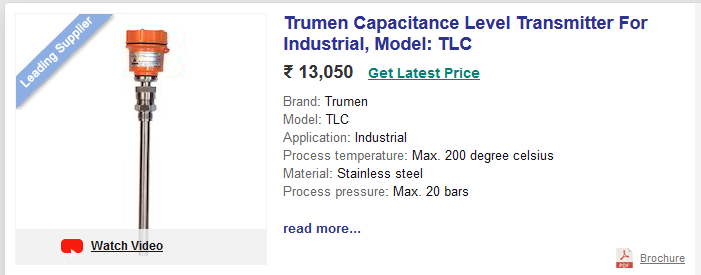 Leading Supplier
Trumen Capacitance Level Transmitter For
Industrial, Model: TLC
₹ 13,050 Get Latest Price
Brand: Trumen
Model: TLC
Application: Industrial
Process temperature: Max. 200 degree celsius
Material: Stainless steel
Process pressure: Max. 20 bars
read more...
Watch Video
PDF
Brochure